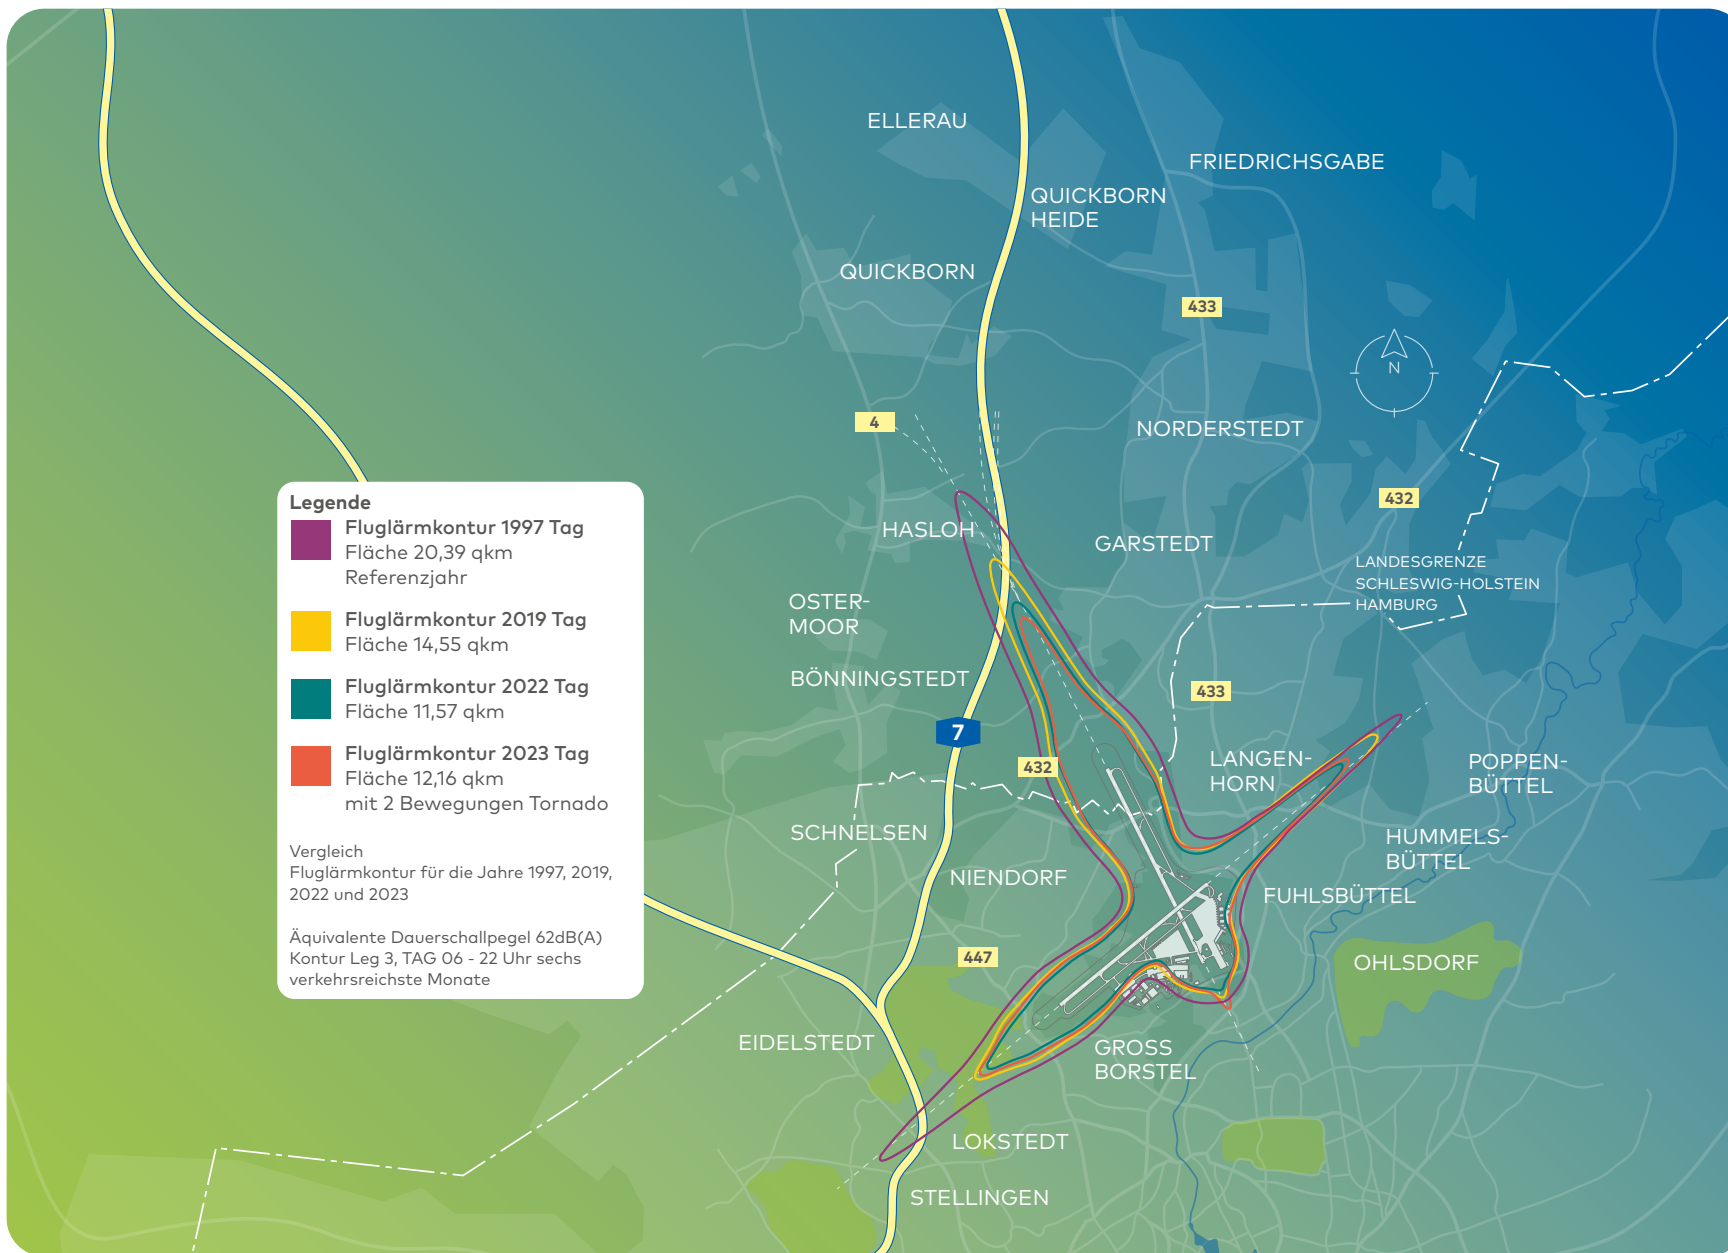 ELLERAU
FRIEDRICHSGABE
QUICKBORN
HEIDE
QUICKBORN
433
N
4
NORDERSTEDT
432
HASLOH
GARSTEDT
LANDESGRENZE
SCHLESWIG-HOLSTEIN
HAMBURG
OSTER-
MOOR
BÖNNINGSTEDT
433
7
432
LANGEN-
HORN
POPPEN-
BÜTTEL
SCHNELSEN
HUMMELS-
BÜTTEL
NIENDORF
FUHLSBÜTTEL
447
OHLSDORF
EIDELSTEDT
GROSS
BORSTEL
LOKSTEDT
STELLINGEN
Legende
Fluglärmkontur 1997 Tag
Fläche 20,39 qkm
Referenzjahr
Fluglärmkontur 2019 Tag
Fläche 14,55 qkm
Fluglärmkontur 2022 Tag
Fläche 11,57 qkm
Fluglärmkontur 2023 Tag
Fläche 12,16 qkm
mit 2 Bewegungen Tornado
Vergleich
Fluglärmkontur für die Jahre 1997, 2019,
2022 und 2023
Äquivalente Dauerschallpegel 62dB(A)
Kontur Leg 3, TAG 06 - 22 Uhr sechs
verkehrsreichste Monate